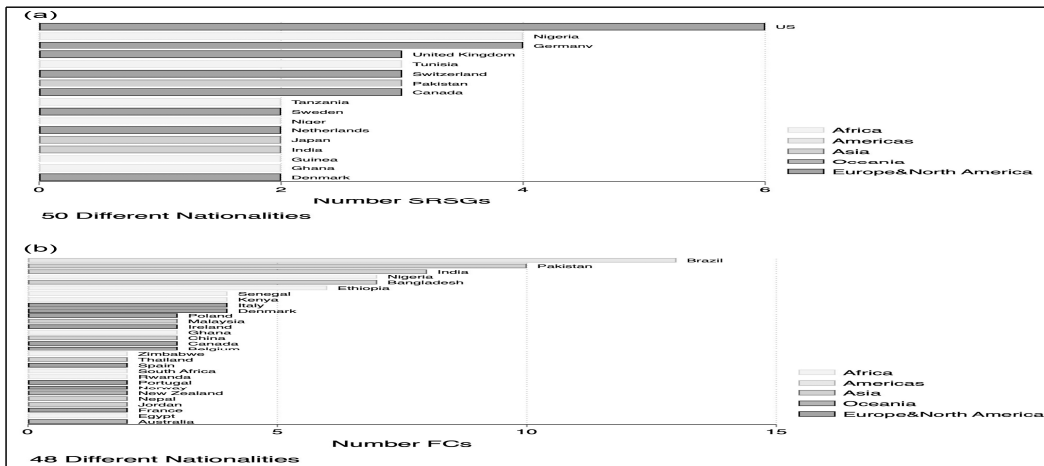 (a)
US
Nigeria
Germany
United Kingdom
Tunisia
Switzerland
Pakistan
Canada
Tanzania
Sweden
Niger
Netherlands
Japan
India
Guinea
Ghana
Denmark
Africa
Americas
Asia
Oceania
Europe&North America
0 2 4 6
Number SRSGs
50 Different Nationalities
(b)
Brazil
Pakistan
India
Nigeria
Bangladesh
Ethiopia
Senegal
Kenya
Italy
Denmark
Poland
Malaysia
Ireland
Ghana
China
Canada
Belgium
Zimbabwe
Thailand
Spain
South Africa
Rwanda
Portugal
Norway
New Zealand
Nepal
Jordan
France
Egypt
Australia
Africa
Americas
Asia
Oceania
Europe&North America
0 5 10 15
Number FCs
48 Different Nationalities